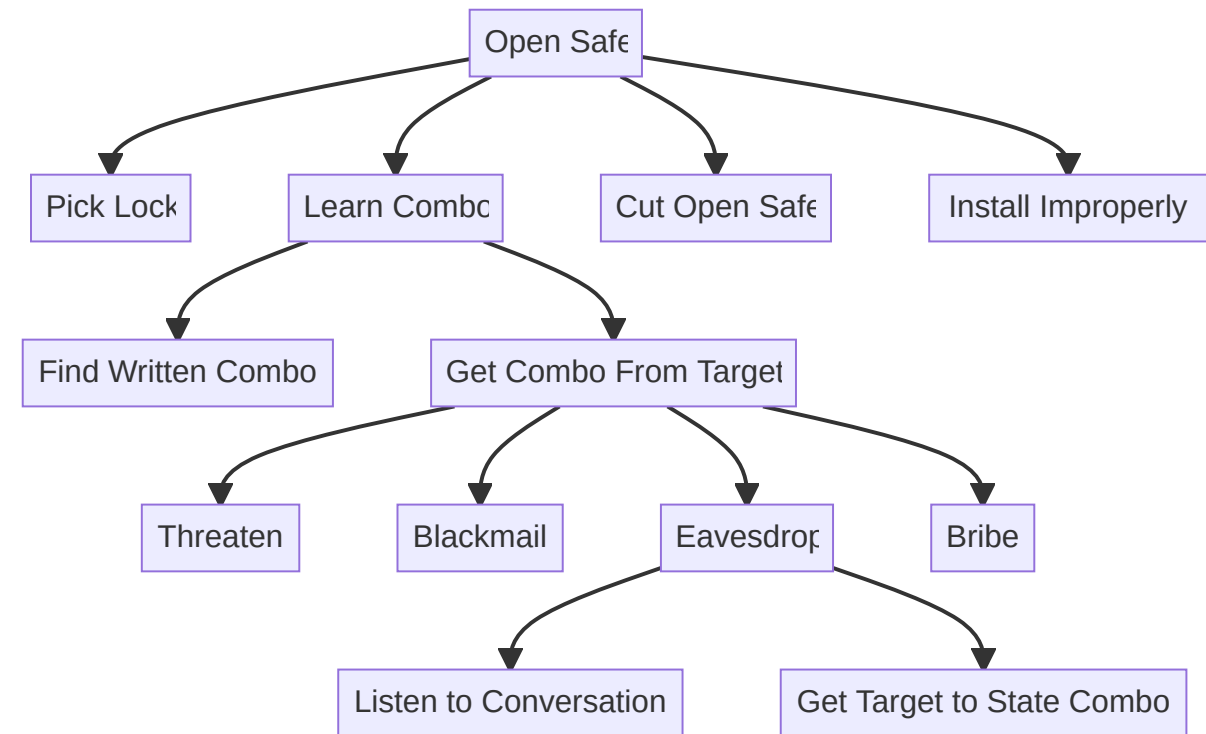 Open Safe
Pick Lock
Learn Combo
Cut Open Safe
Install Improperly
Find Written Combo
Get Combo From Target
Threaten
Blackmail
Eavesdrop
Bribe
Listen to Conversation
Get Target to State Combo